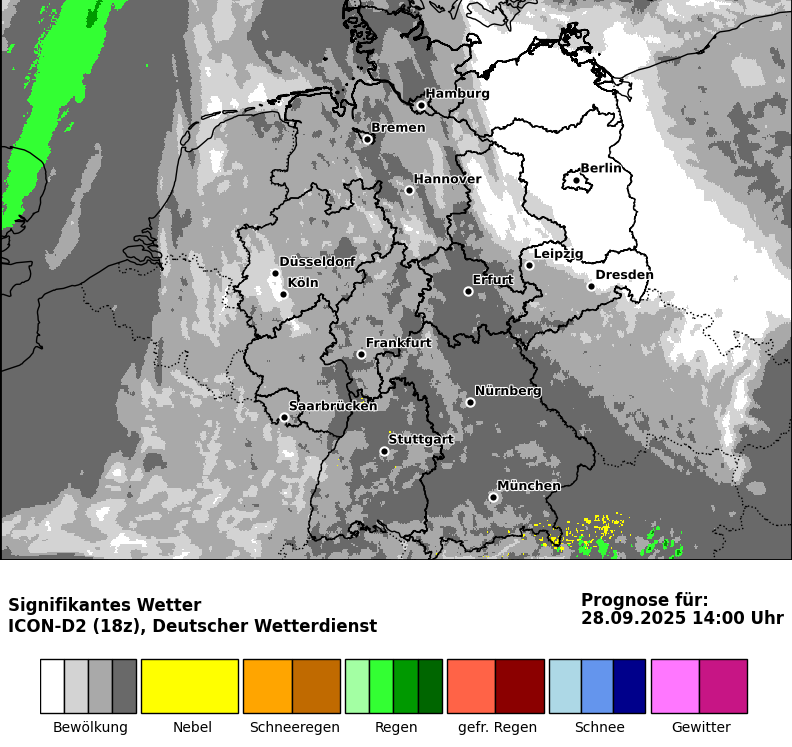 Hamburg
Bremen
Berlin
Hannover
Leipzig
Düsseldorf
Dresden
Köln
Erfurt
Frankfurt
Nürnberg
Saarbrücken
Stuttgart
München
Signifikantes Wetter
ICON-D2 (18z), Deutscher Wetterdienst
Prognose für:
28.09.2025 14:00 Uhr
Bewölkung Nebel Schneeregen Regen gefr. Regen Schnee Gewitter